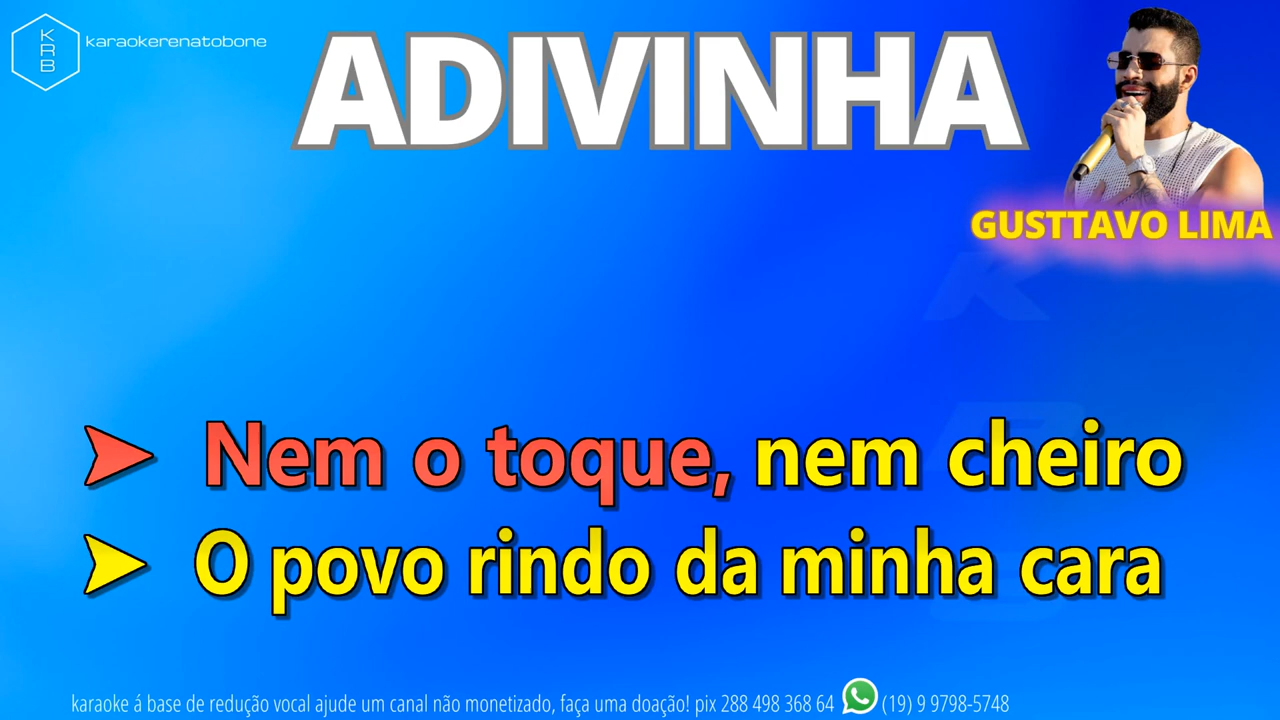 KRB
karaokerenatobone
ADIVINHA
GUSTTAVO LIMA
K
B
Nem o toque, nem cheiro
O povo rindo da minha cara
karaoke á base de redução vocal ajude um canal não monetizado, faça uma doação! pix 288 498 368 64 (19) 9 9798-5748